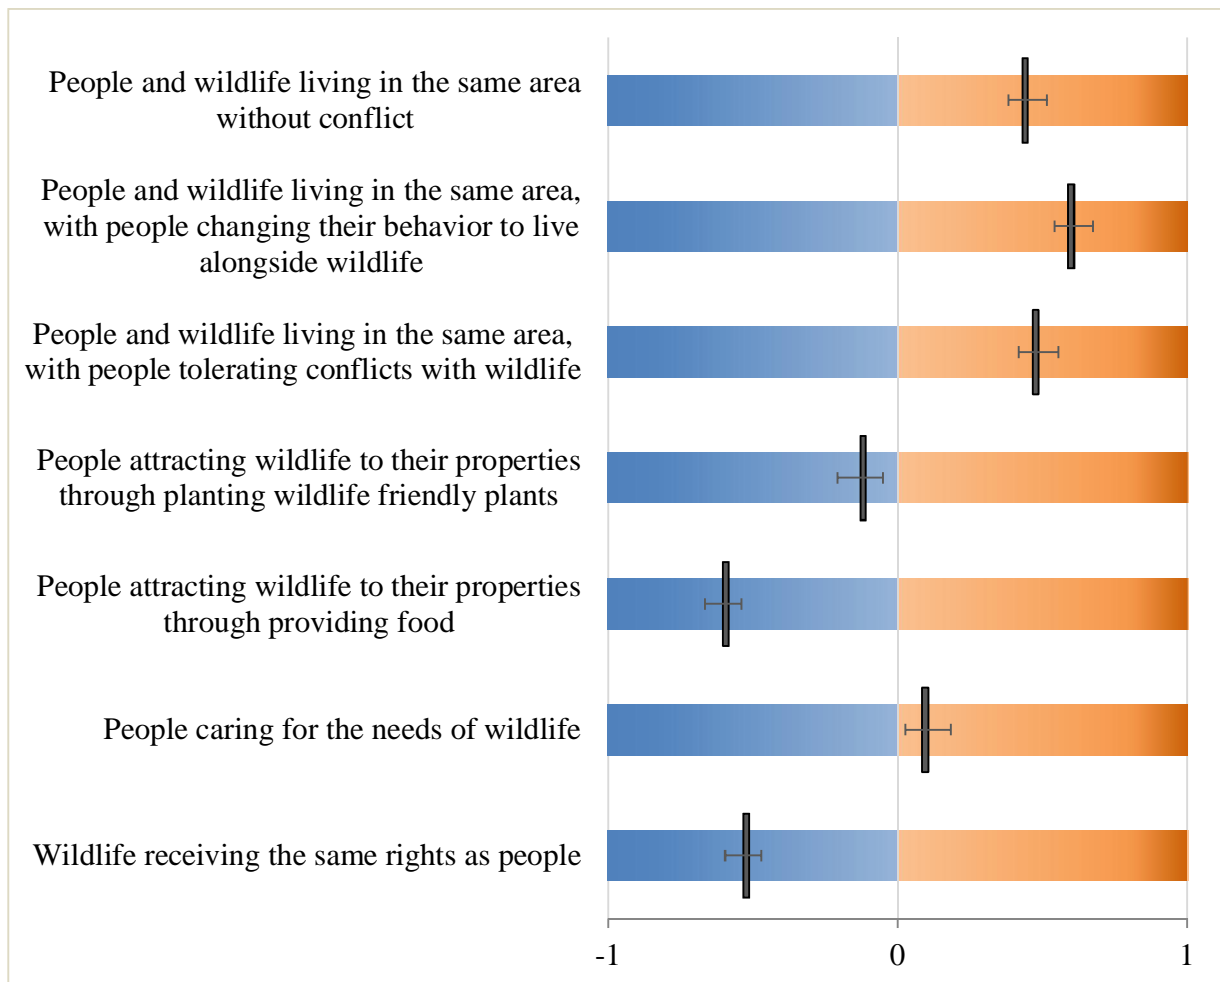 People and wildlife living in the same area
without conflict
People and wildlife living in the same area,
with people changing their behavior to live
alongside wildlife
People and wildlife living in the same area,
with people tolerating conflicts with wildlife
People attracting wildlife to their properties
through planting wildlife friendly plants
People attracting wildlife to their properties
through providing food
People caring for the needs of wildlife
Wildlife receiving the same rights as people
-1 0 1